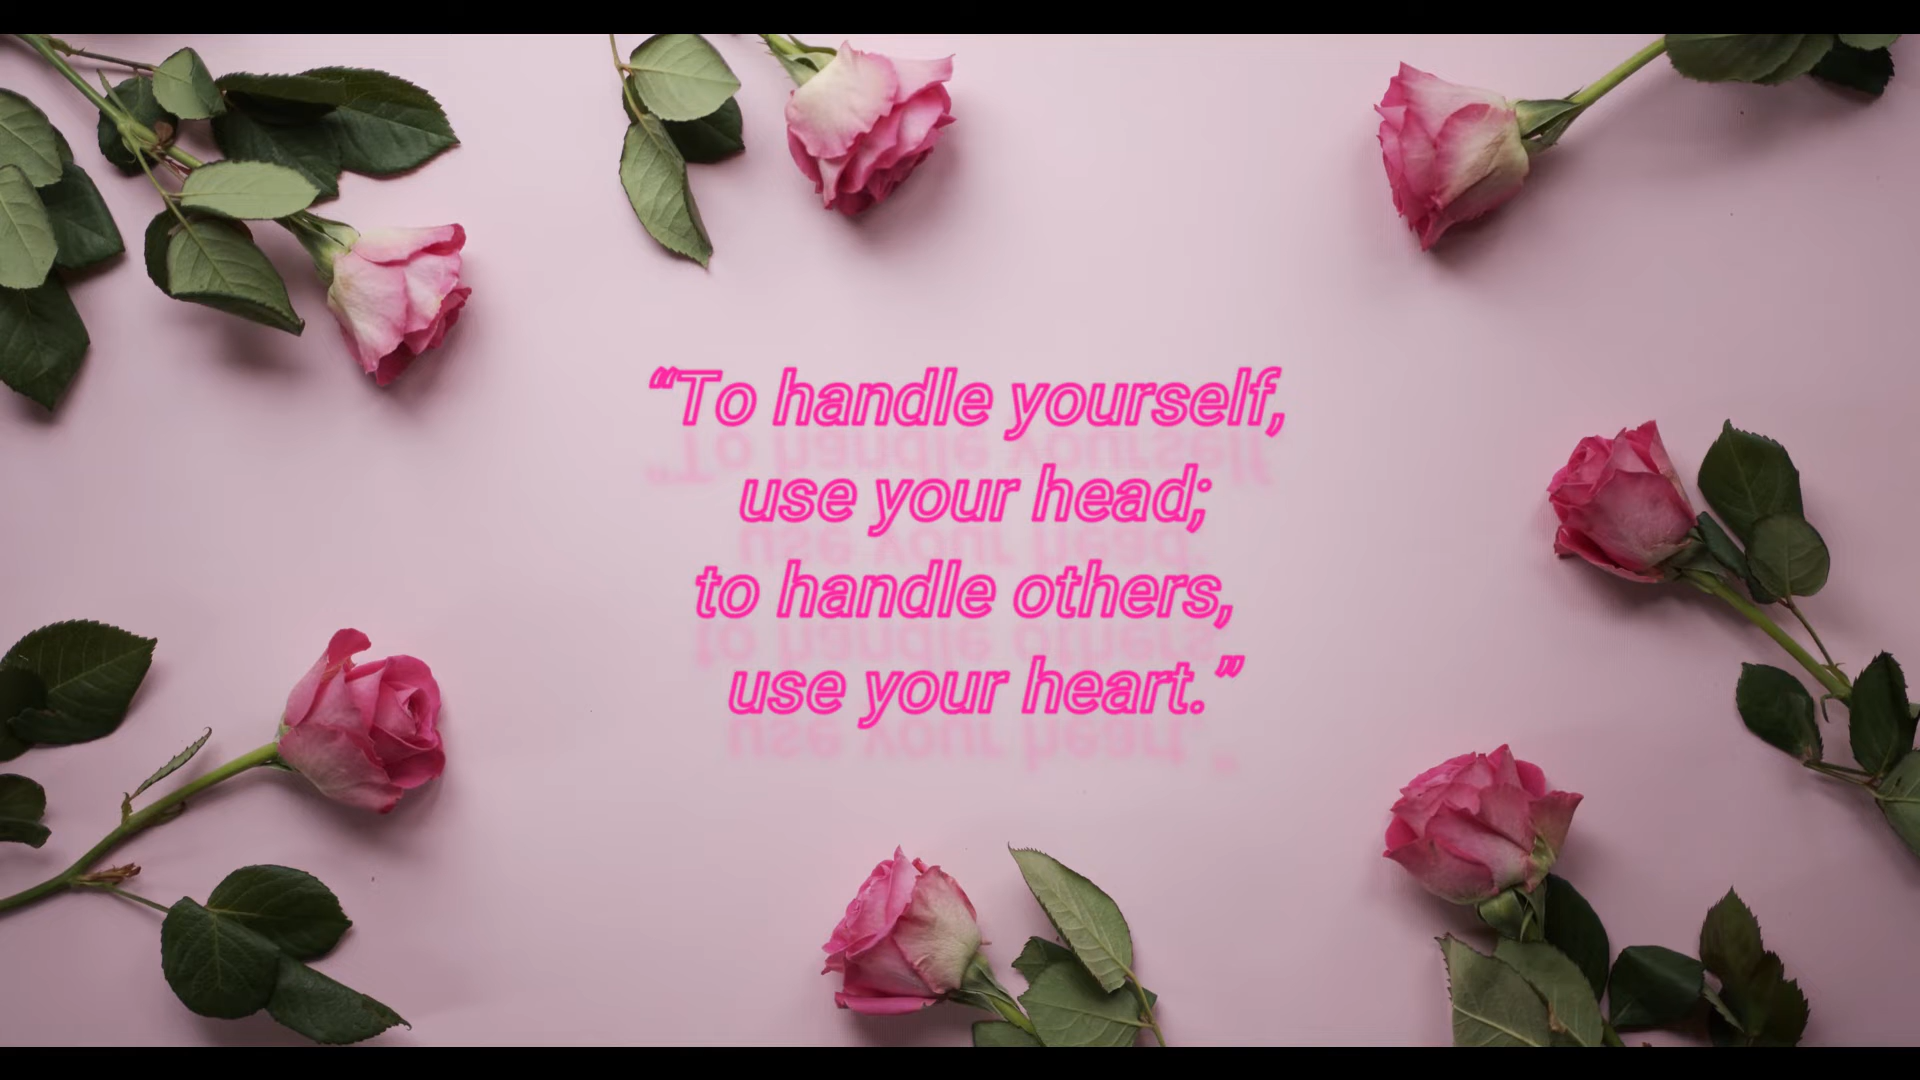 “To handle yourself,
use your head;
to handle others,
use your heart.”